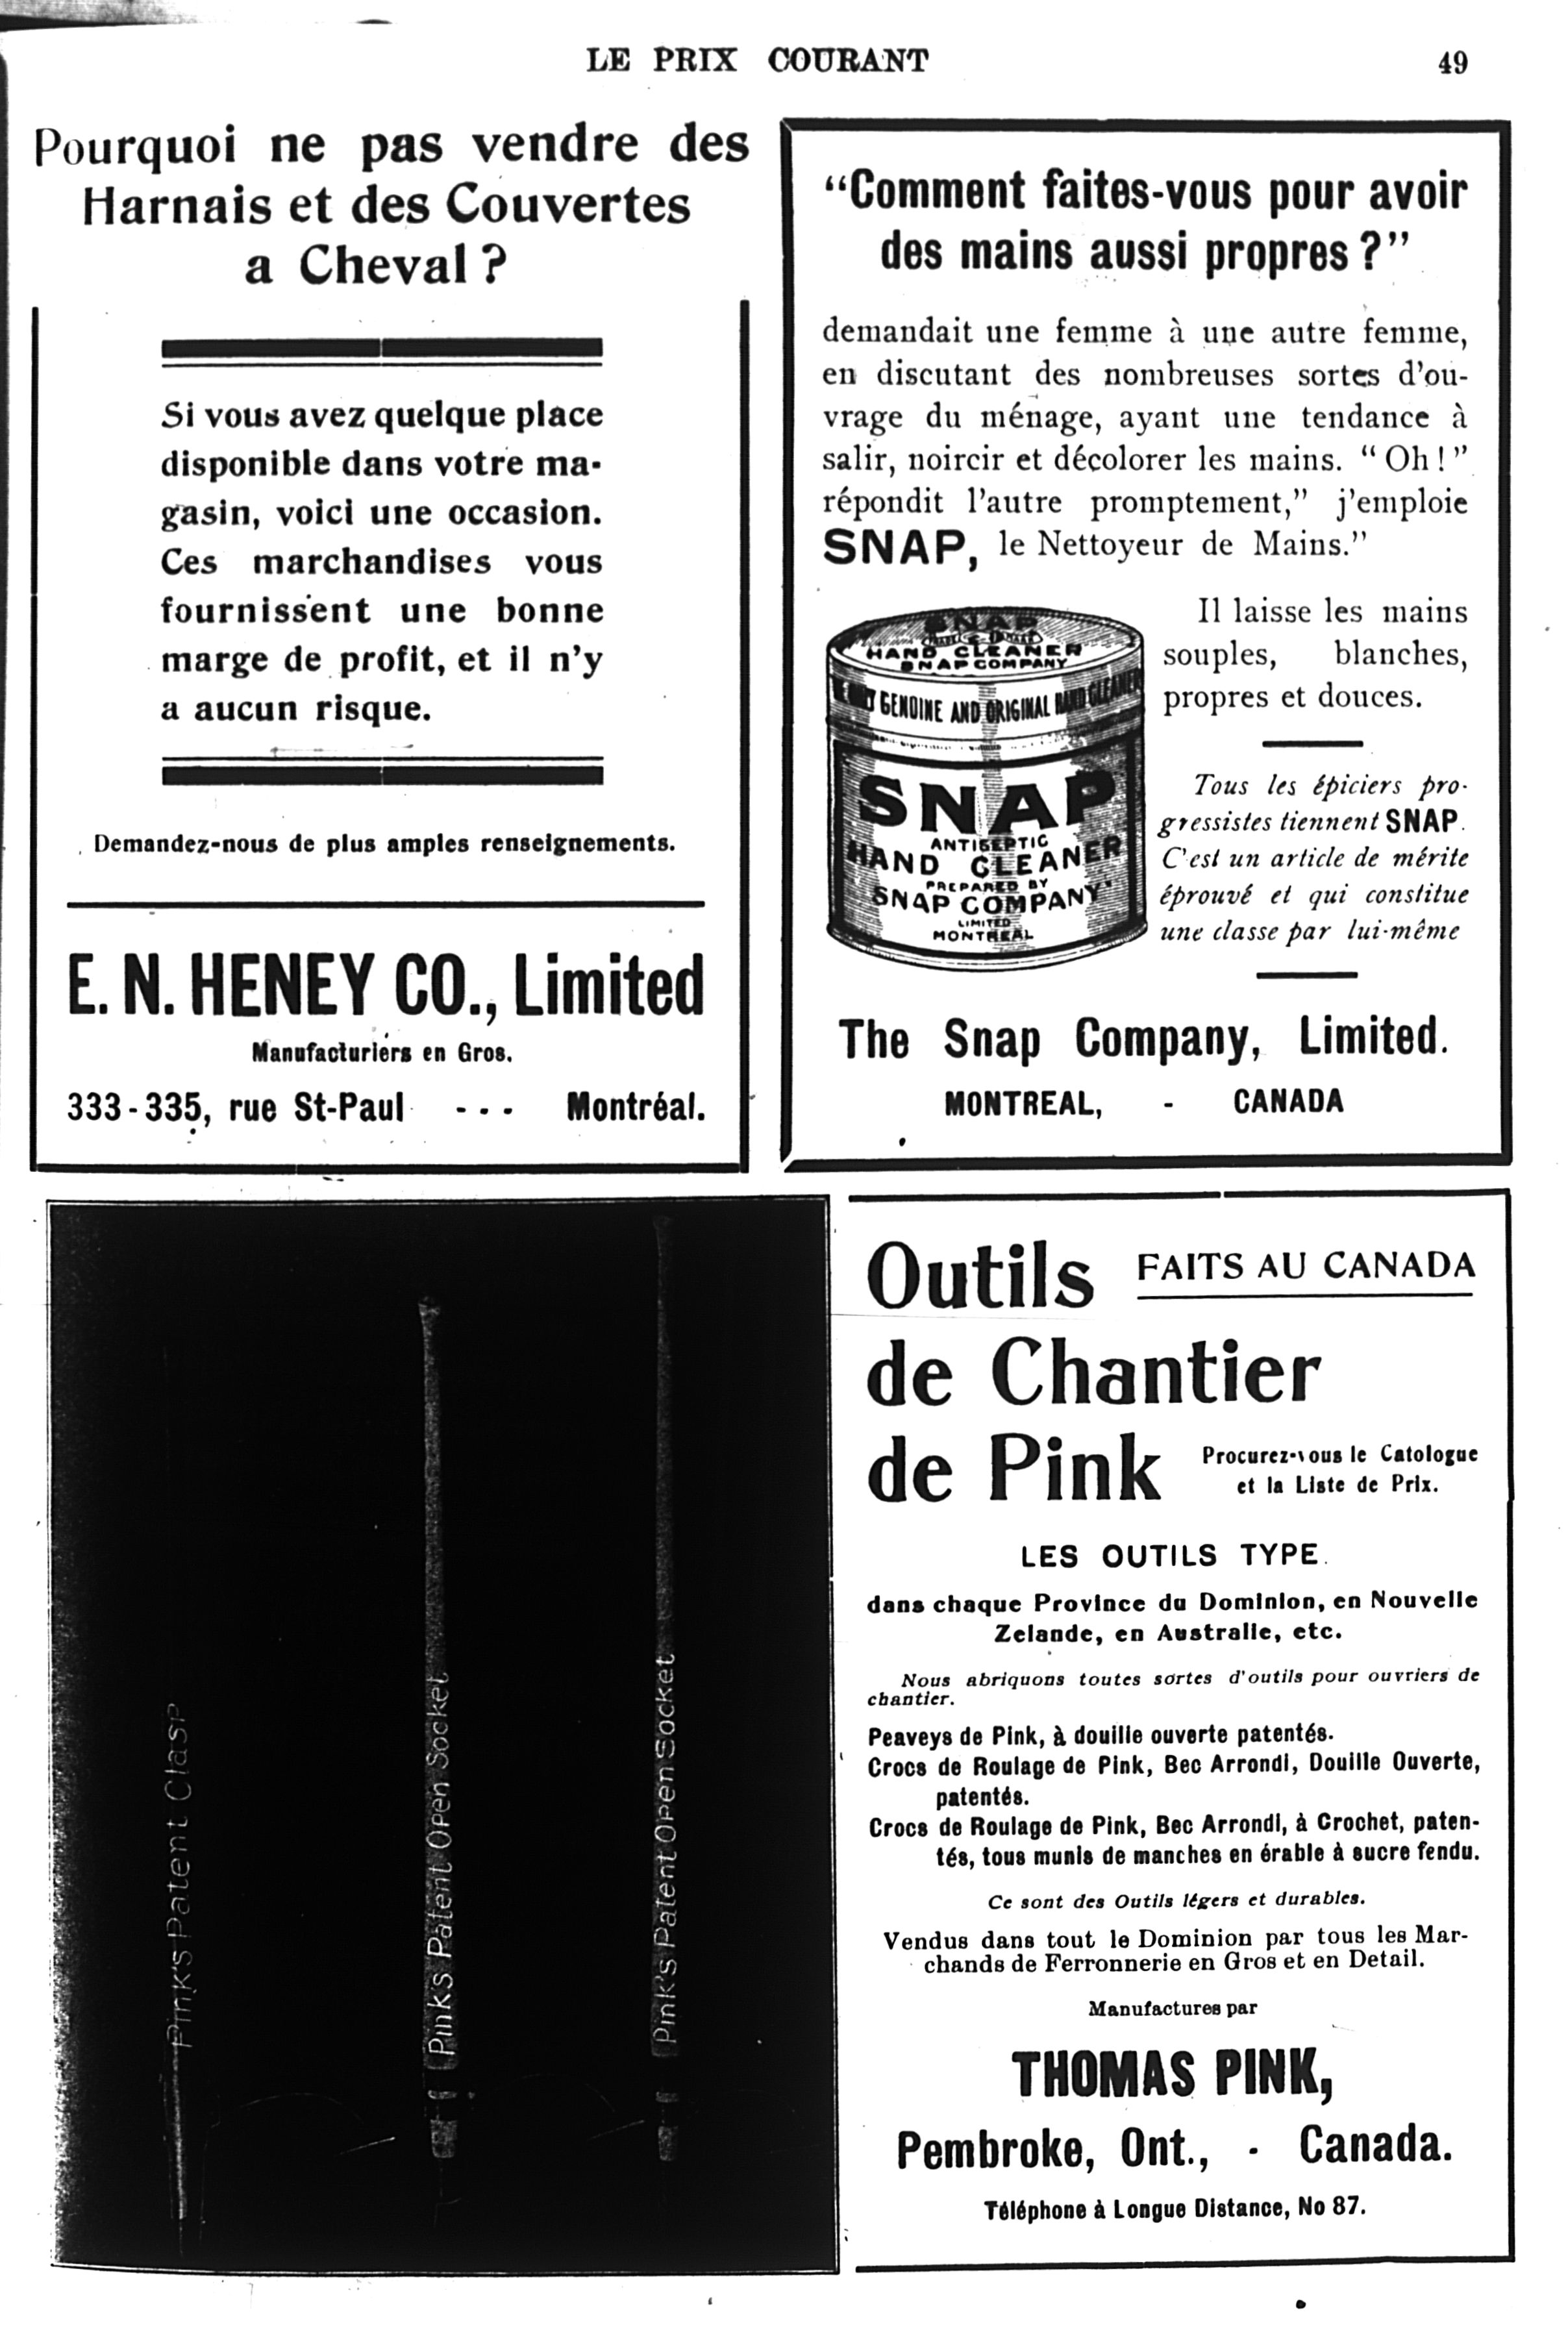 LE PRIX COURANT 49
Pourquoi ne pas vendre des
Harnais et des Couvertes
a Cheval ?
Si vous avez quelque place
disponible dans votre ma-
gasin, voici une occasion.
Ces marchandises vous
fournissent une bonne
marge de profit, et il n'y
a aucun risque.
Demandez-nous de plus amples renseignements.
E. N. HENEY CO., Limited
Manufacturiers en Gros.
333-335, rue St-Paul - - - Montréal.
"Comment faites-vous pour avoir
des mains aussi propres ?"
demandait une femme à une autre femme,
en discutant des nombreuses sortes d'ou-
vrage du ménage, ayant une tendance à
salir, noircir et décolorer les mains. "Oh !"
répondit l'autre promptement," j'emploie
SNAP, le Nettoyeur de Mains."
SNAP
HAND CLEANER
SNAP COMPANY
GENUINE AND ORIGINAL HAND CLEANER
SNAP
ANTISEPTIC
HAND CLEANER
PREPARED BY
SNAP COMPANY
LIMITED
MONTREAL
Il laisse les mains
souples, blanches,
propres et douces.
Tous les épiciers pro-
gressistes tiennent SNAP.
C'est un article de mérite
éprouvé et qui constitue
une classe par lui-même
The Snap Company, Limited.
MONTREAL, - CANADA
Pink's Patent Clasp
Pink's Patent Open Socket
Pink's Patent Open Socket
Outils FAITS AU CANADA
de Chantier
de Pink
Procurez-vous le Catologue
et la Liste de Prix.
LES OUTILS TYPE
dans chaque Province du Dominion, en Nouvelle
Zelande, en Australie, etc.
Nous abriquons toutes sortes d'outils pour ouvriers de
chantier.
Peaveys de Pink, à douille ouverte patentés.
Crocs de Roulage de Pink, Bec Arrondi, Douille Ouverte,
patentés.
Crocs de Roulage de Pink, Bec Arrondi, à Crochet, paten-
tés, tous munis de manches en érable à sucre fendu.
Ce sont des Outils légers et durables.
Vendus dans tout le Dominion par tous les Mar-
chands de Ferronnerie en Gros et en Detail.
Manufactures par
THOMAS PINK,
Pembroke, Ont., - Canada.
Téléphone à Longue Distance, No 87.